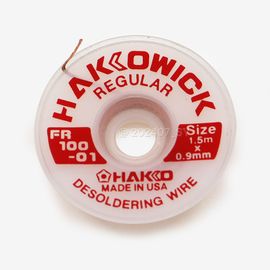 HAKKOWICK
REGULAR
FR
100
-01
Size
1.5m
x
0.9mm
HAKKO
MADE IN USA
DESOLDERING WIRE